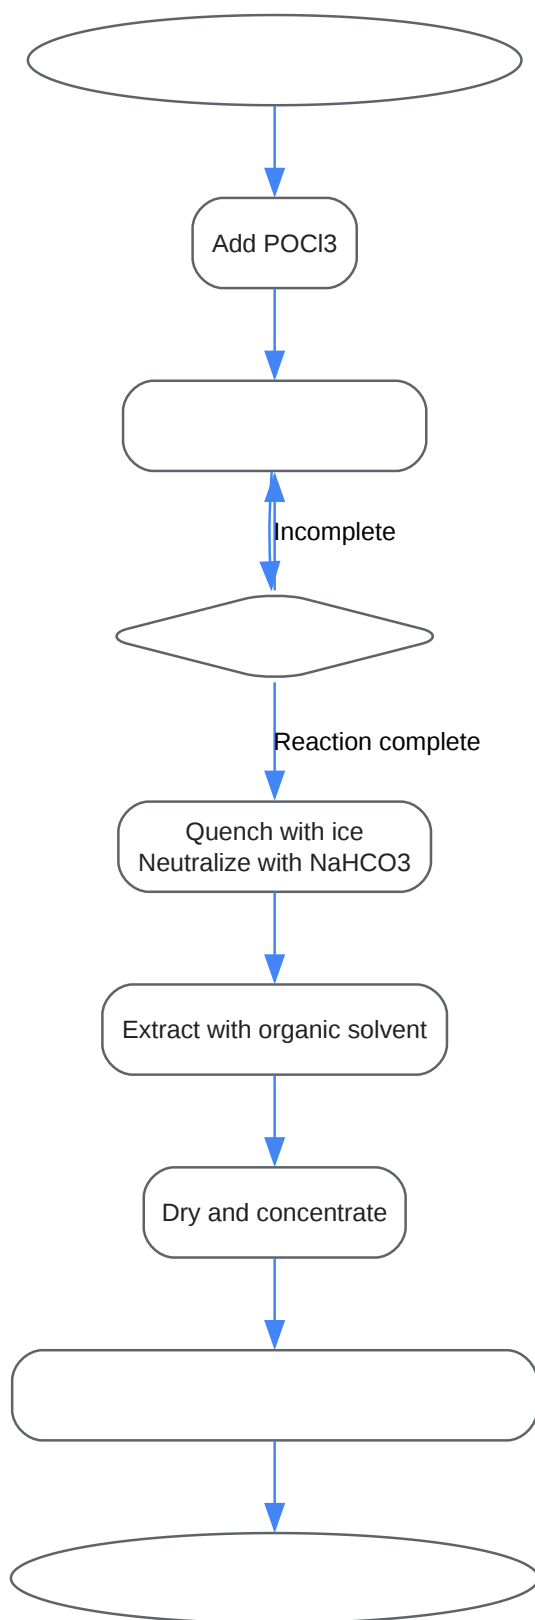 Add POCl3
Incomplete
Reaction complete
Quench with ice
Neutralize with NaHCO3
Extract with organic solvent
Dry and concentrate